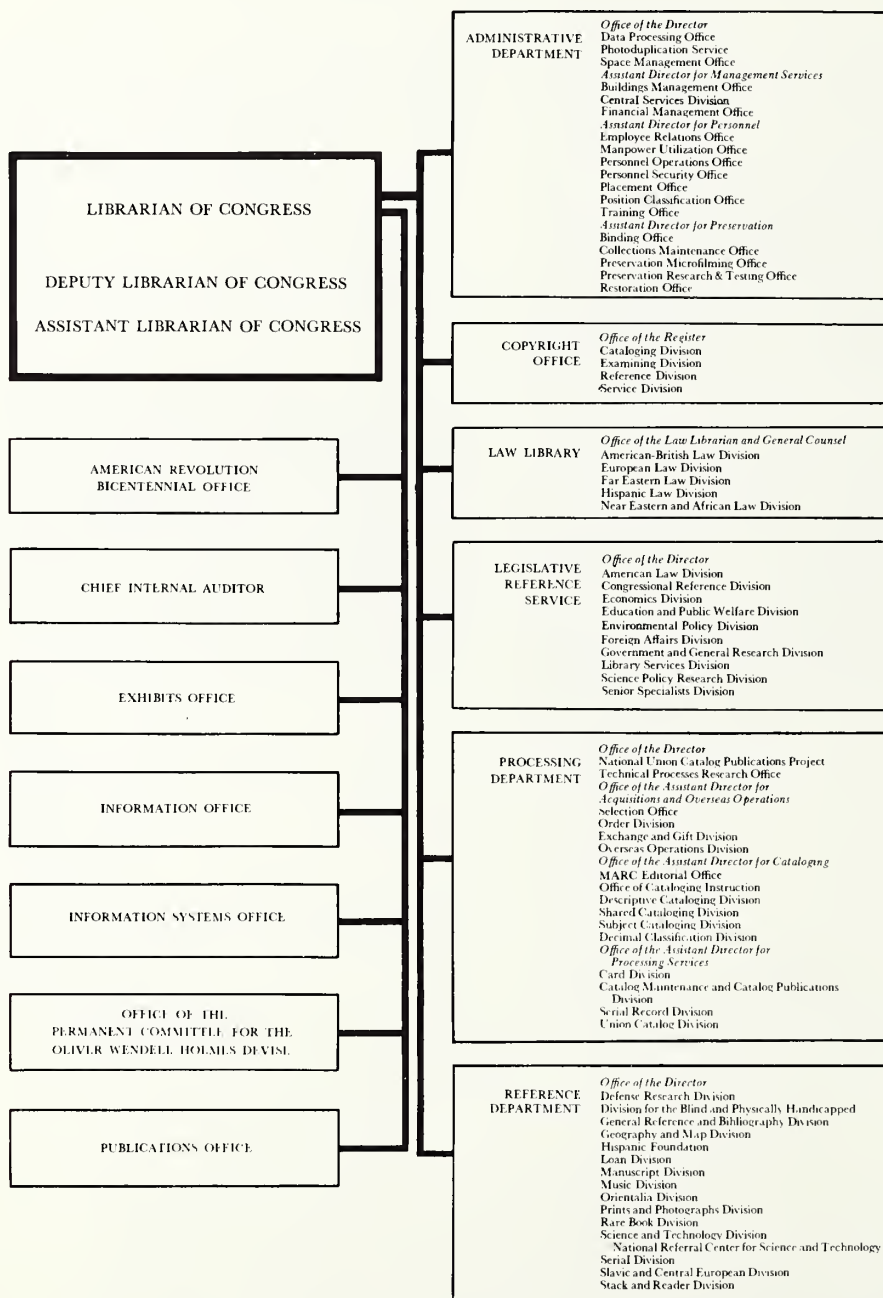 LIBRARIAN OF CONGRESS
DEPUTY LIBRARIAN OF CONGRESS
ASSISTANT LIBRARIAN OF CONGRESS
AMERICAN REVOLUTION
BICENTENNIAL OFFICE
CHIEF INTERNAL AUDITOR
EXHIBITS OFFICE
INFORMATION OFFICE
INFORMATION SYSTEMS OFFICE
OFFICE OF THE
PERMANENT COMMITTEE FOR THE
OLIVER WENDELL HOLMES DEVISE
PUBLICATIONS OFFICE
ADMINISTRATIVE
DEPARTMENT
Office of the Director
Data Processing Office
Photoduplication Service
Space Management Office
Assistant Director for Management Services
Buildings Management Office
Central Services Division
Financial Management Office
Assistant Director for Personnel
Employee Relations Office
Manpower Utilization Office
Personnel Operations Office
Personnel Security Office
Placement Office
Position Classification Office
Training Office
Assistant Director for Preservation
Binding Office
Collections Maintenance Office
Preservation Microfilming Office
Preservation Research & Testing Office
Restoration Office
COPYRIGHT
OFFICE
Office of the Register
Cataloging Division
Examining Division
Reference Division
Service Division
LAW LIBRARY
Office of the Law Librarian and General Counsel
American-British Law Division
European Law Division
Far Eastern Law Division
Hispanic Law Division
Near Eastern and African Law Division
LEGISLATIVE
REFERENCE
SERVICE
Office of the Director
American Law Division
Congressional Reference Division
Economics Division
Education and Public Welfare Division
Environmental Policy Division
Foreign Affairs Division
Government and General Research Division
Library Services Division
Science Policy Research Division
Senior Specialists Division
PROCESSING
DEPARTMENT
Office of the Director
National Union Catalog Publications Project
Technical Processes Research Office
Office of the Assistant Director for
Acquisitions and Overseas Operations
Selection Office
Order Division
Exchange and Gift Division
Overseas Operations Division
Office of the Assistant Director for Cataloging
MARC Editorial Office
Office of Cataloging Instruction
Descriptive Cataloging Division
Shared Cataloging Division
Subject Cataloging Division
Decimal Classification Division
Office of the Assistant Director for
Processing Services
Card Division
Catalog Maintenance and Catalog Publications
Division
Serial Record Division
Union Catalog Division
REFERENCE
DEPARTMENT
Office of the Director
Defense Research Division
Division for the Blind and Physically Handicapped
General Reference and Bibliography Division
Geography and Map Division
Hispanic Foundation
Loan Division
Manuscript Division
Music Division
Orientalia Division
Prints and Photographs Division
Rare Book Division
Science and Technology Division
National Referral Center for Science and Technology
Serial Division
Slavic and Central European Division
Stack and Reader Division